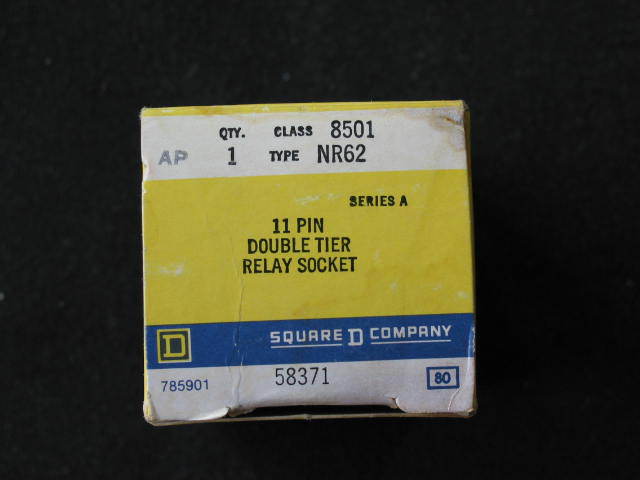 QTY. CLASS 8501
AP 1 TYPE NR62
SERIES A
11 PIN
DOUBLE TIER
RELAY SOCKET
D SQUARE D COMPANY
785901 58371 80